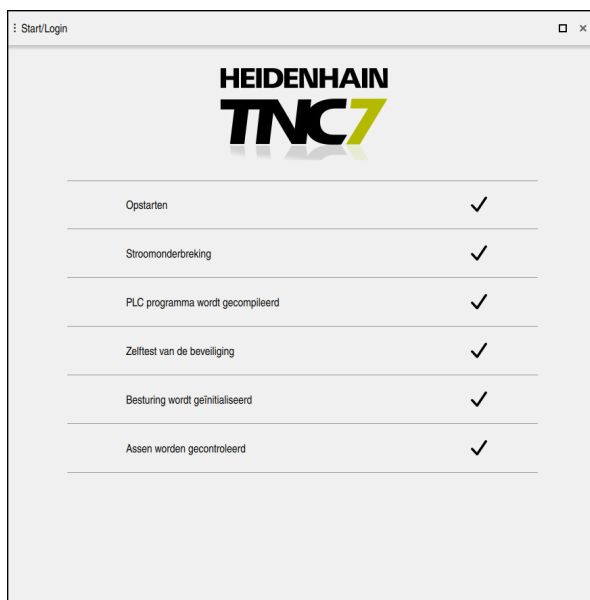 Start/Login
HEIDENHAIN
TNC7
Opstarten
Stroomonderbreking
PLC programma wordt gecompileerd
Zelftest van de beveiliging
Besturing wordt geïnitialiseerd
Assen worden gecontroleerd